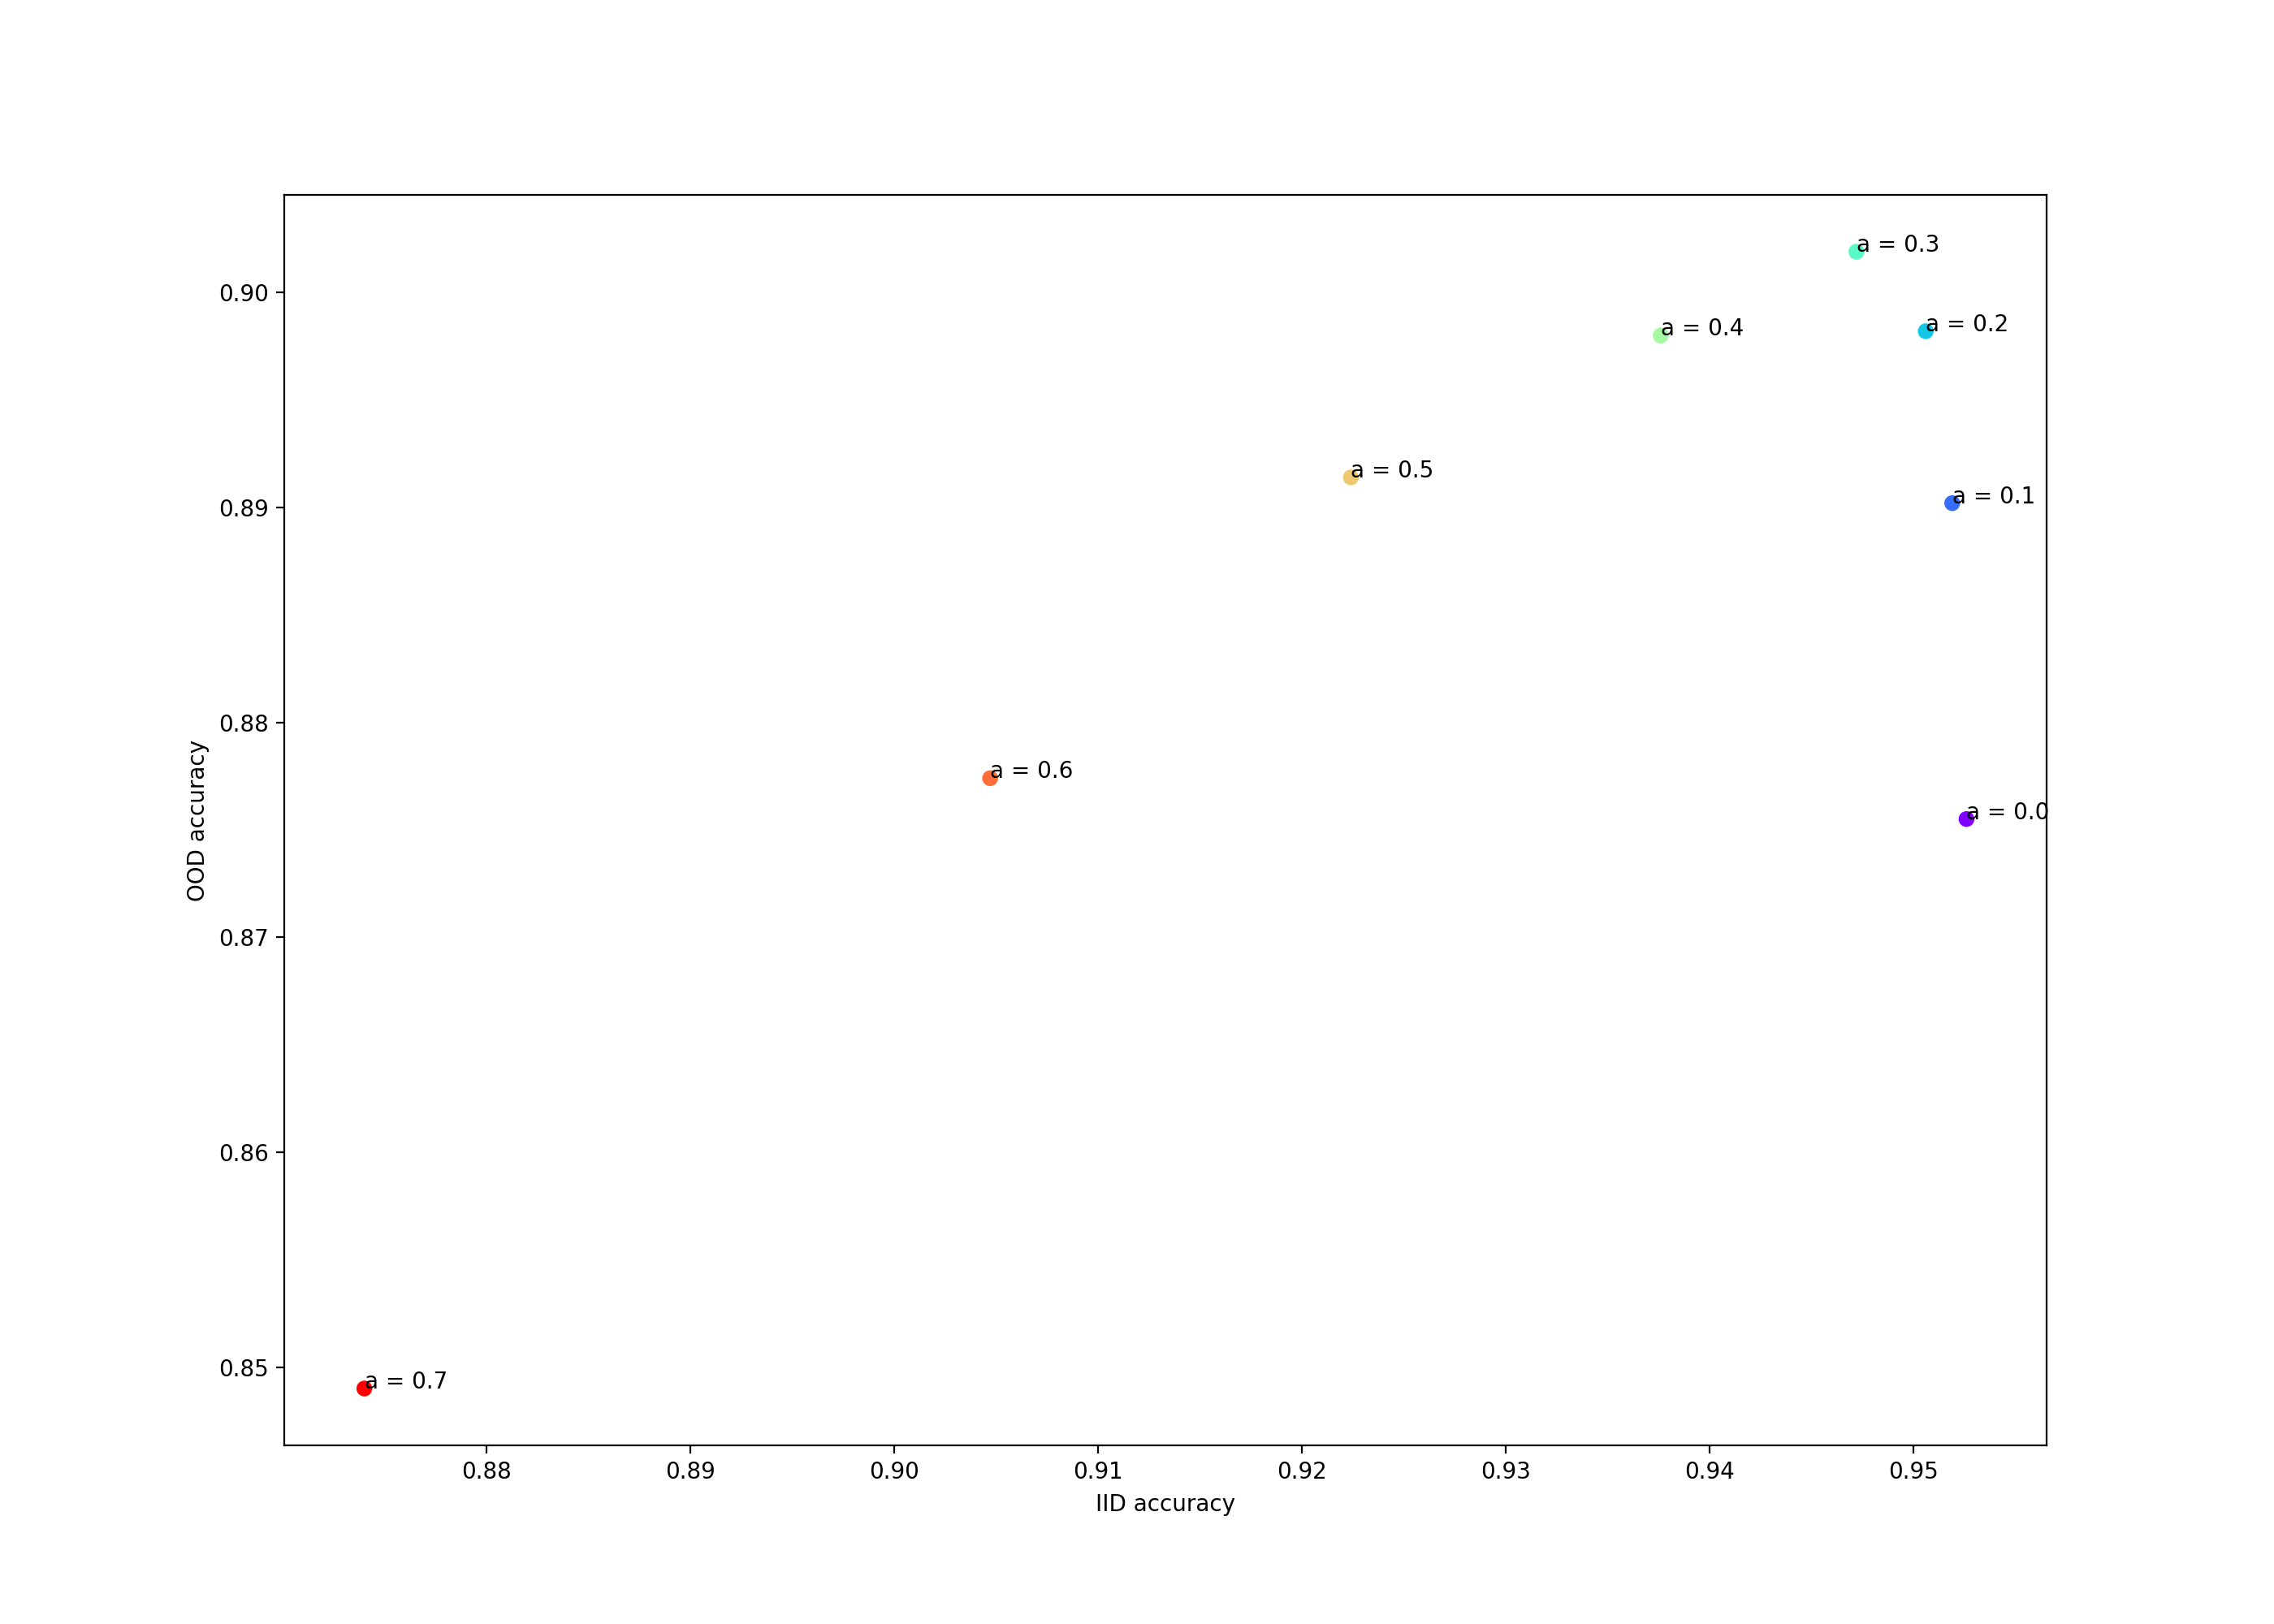 a = 0.3
0.90
a = 0.2
a = 0.4
a = 0.5
a = 0.1
0.89
0.88
a = 0.6
a = 0.0
OOD accuracy
0.87
0.86
0.85
a = 0.7
0.88 0.89 0.90 0.91 0.92 0.93 0.94 0.95
IID accuracy